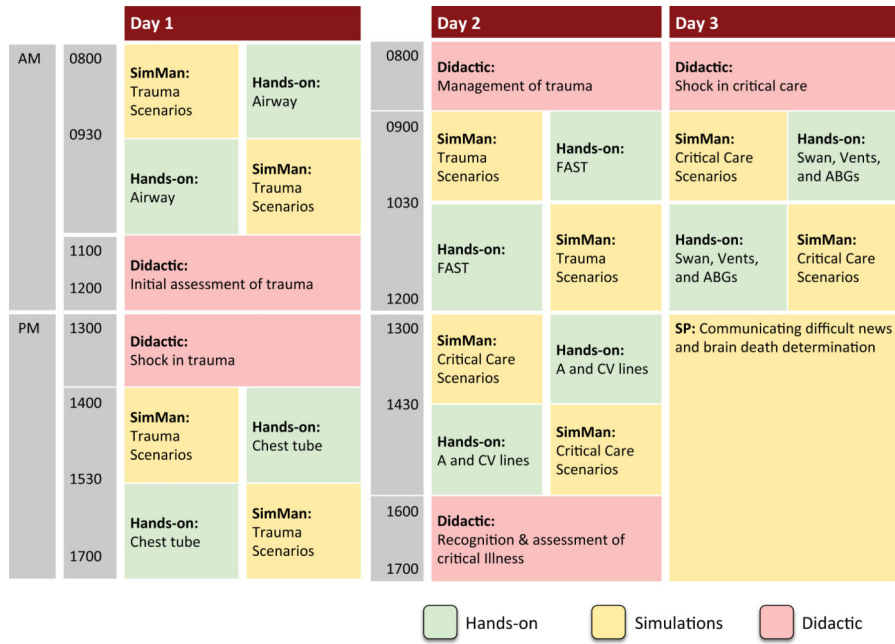 Day 1
Day 2
Day 3
AM
0800
0930
1100
1200
PM
1300
1400
1530
1700
SimMan:
Trauma
Scenarios
Hands-on:
Airway
Hands-on:
Airway
SimMan:
Trauma
Scenarios
Didactic:
Initial assessment of trauma
Didactic:
Shock in trauma
SimMan:
Trauma
Scenarios
Hands-on:
Chest tube
Hands-on:
Chest tube
SimMan:
Trauma
Scenarios
0800
0900
1030
1200
1300
1430
1600
1700
Didactic:
Management of trauma
SimMan:
Trauma
Scenarios
Hands-on:
FAST
Hands-on:
FAST
SimMan:
Trauma
Scenarios
SimMan:
Critical Care
Scenarios
Hands-on:
A and CV lines
Hands-on:
A and CV lines
SimMan:
Critical Care
Scenarios
Didactic:
Recognition & assessment of
critical Illness
Didactic:
Shock in critical care
SimMan:
Critical Care
Scenarios
Hands-on:
Swan, Vents,
and ABGs
Hands-on:
Swan, Vents,
and ABGs
SimMan:
Critical Care
Scenarios
SP: Communicating difficult news
and brain death determination
Hands-on
Simulations
Didactic